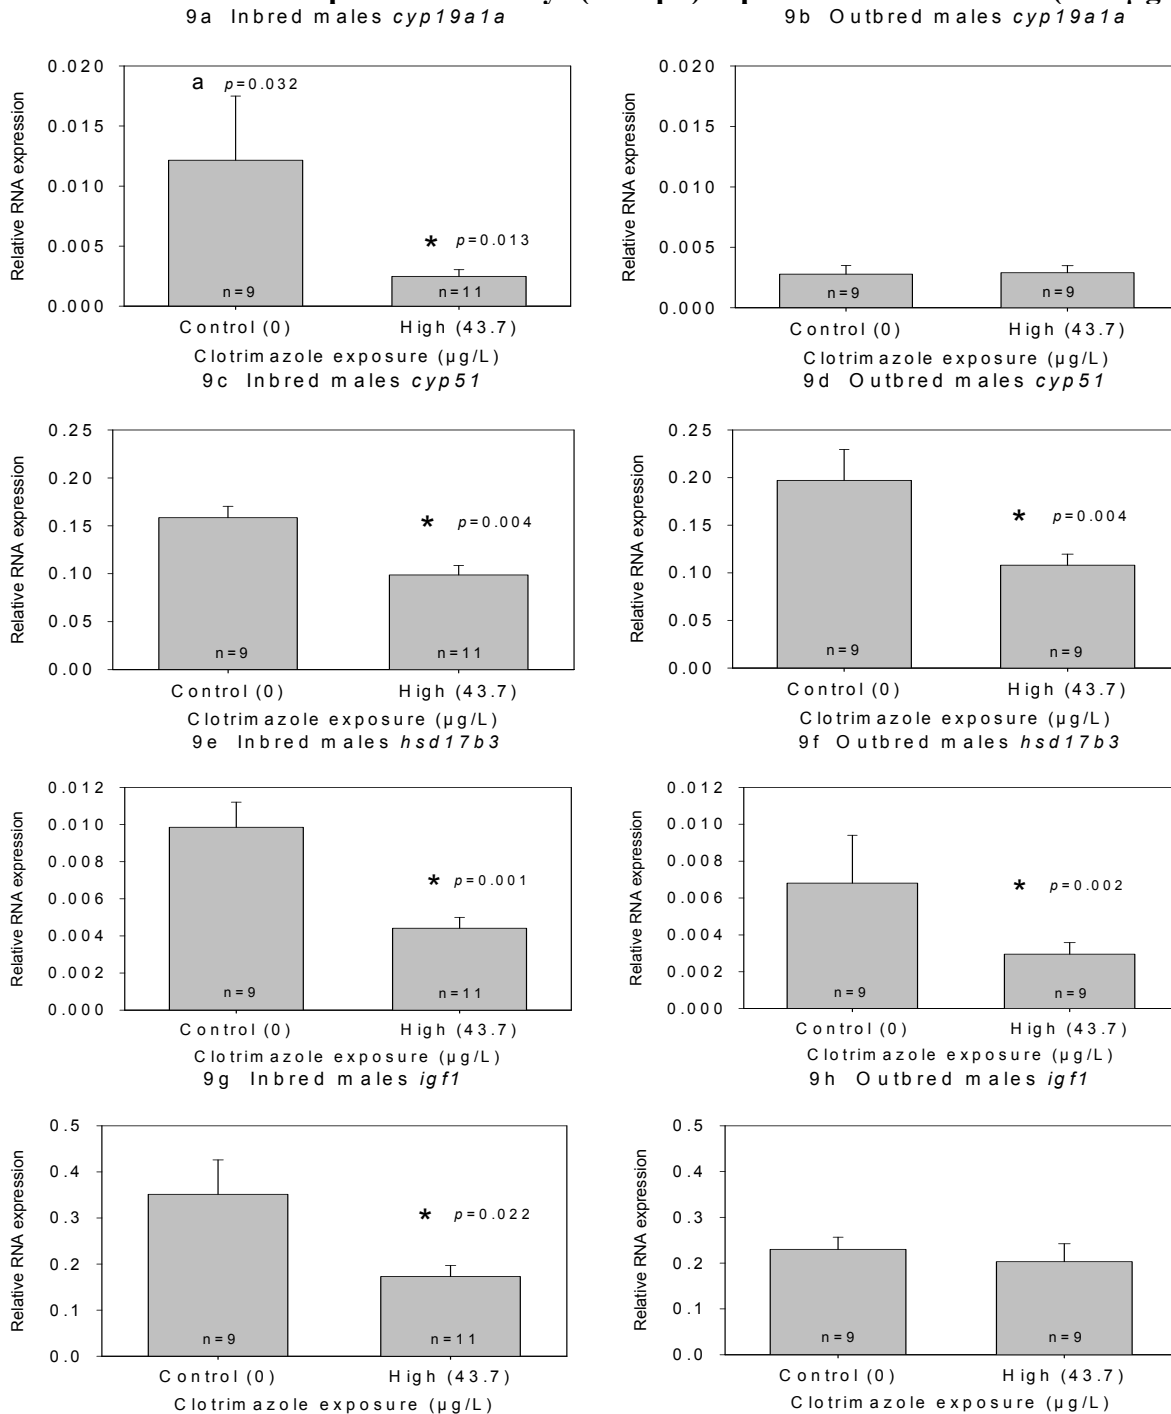 9a Inbred males cyp19a1a
Relative RNA expression
0.020
0.015
0.010
0.005
0.000
a p=0.032
* p=0.013
n=9
n=11
Control (0)
High (43.7)
Clotrimazole exposure (µg/L)
9b Outbred males cyp19a1a
Relative RNA expression
0.020
0.015
0.010
0.005
0.000
n=9
n=9
Control (0)
High (43.7)
Clotrimazole exposure (µg/L)
9c Inbred males cyp51
Relative RNA expression
0.25
0.20
0.15
0.10
0.05
0.00
* p=0.004
n=9
n=11
Control (0)
High (43.7)
Clotrimazole exposure (µg/L)
9d Outbred males cyp51
Relative RNA expression
0.25
0.20
0.15
0.10
0.05
0.00
* p=0.004
n=9
n=9
Control (0)
High (43.7)
Clotrimazole exposure (µg/L)
9e Inbred males hsd17b3
Relative RNA expression
0.012
0.010
0.008
0.006
0.004
0.002
0.000
* p=0.001
n=9
n=11
Control (0)
High (43.7)
Clotrimazole exposure (µg/L)
9f Outbred males hsd17b3
Relative RNA expression
0.012
0.010
0.008
0.006
0.004
0.002
0.000
* p=0.002
n=9
n=9
Control (0)
High (43.7)
Clotrimazole exposure (µg/L)
9g Inbred males igf1
Relative RNA expression
0.5
0.4
0.3
0.2
0.1
0.0
* p=0.022
n=9
n=11
Control (0)
High (43.7)
Clotrimazole exposure (µg/L)
9h Outbred males igf1
Relative RNA expression
0.5
0.4
0.3
0.2
0.1
0.0
n=9
n=9
Control (0)
High (43.7)
Clotrimazole exposure (µg/L)